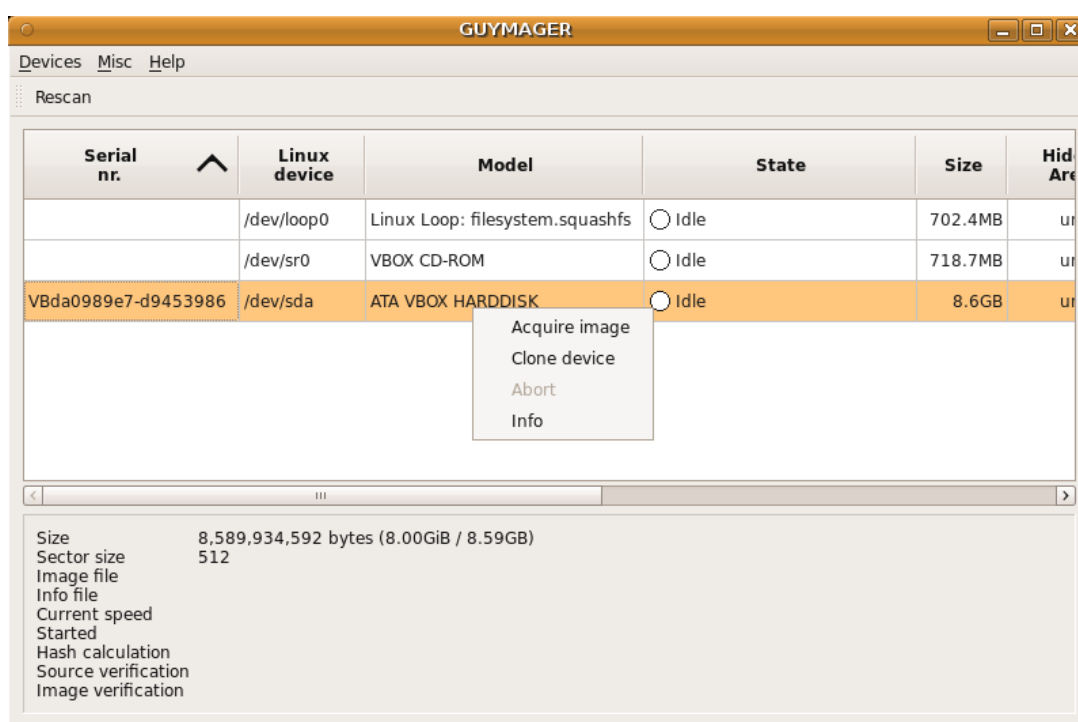 GUYMAGER
Devices Misc Help
Rescan
Serial nr. Linux device Model State Size Hid Are
/dev/loop0 Linux Loop: filesystem.squashfs Idle 702.4MB
/dev/sr0 VBOX CD-ROM Idle 718.7MB
VBda0989e7-d9453986 /dev/sda ATA VBOX HARDDISK Idle 8.6GB
Acquire image
Clone device
Abort
Info
Size 8,589,934,592 bytes (8.00GiB / 8.59GB)
Sector size 512
Image file
Info file
Current speed
Started
Hash calculation
Source verification
Image verification